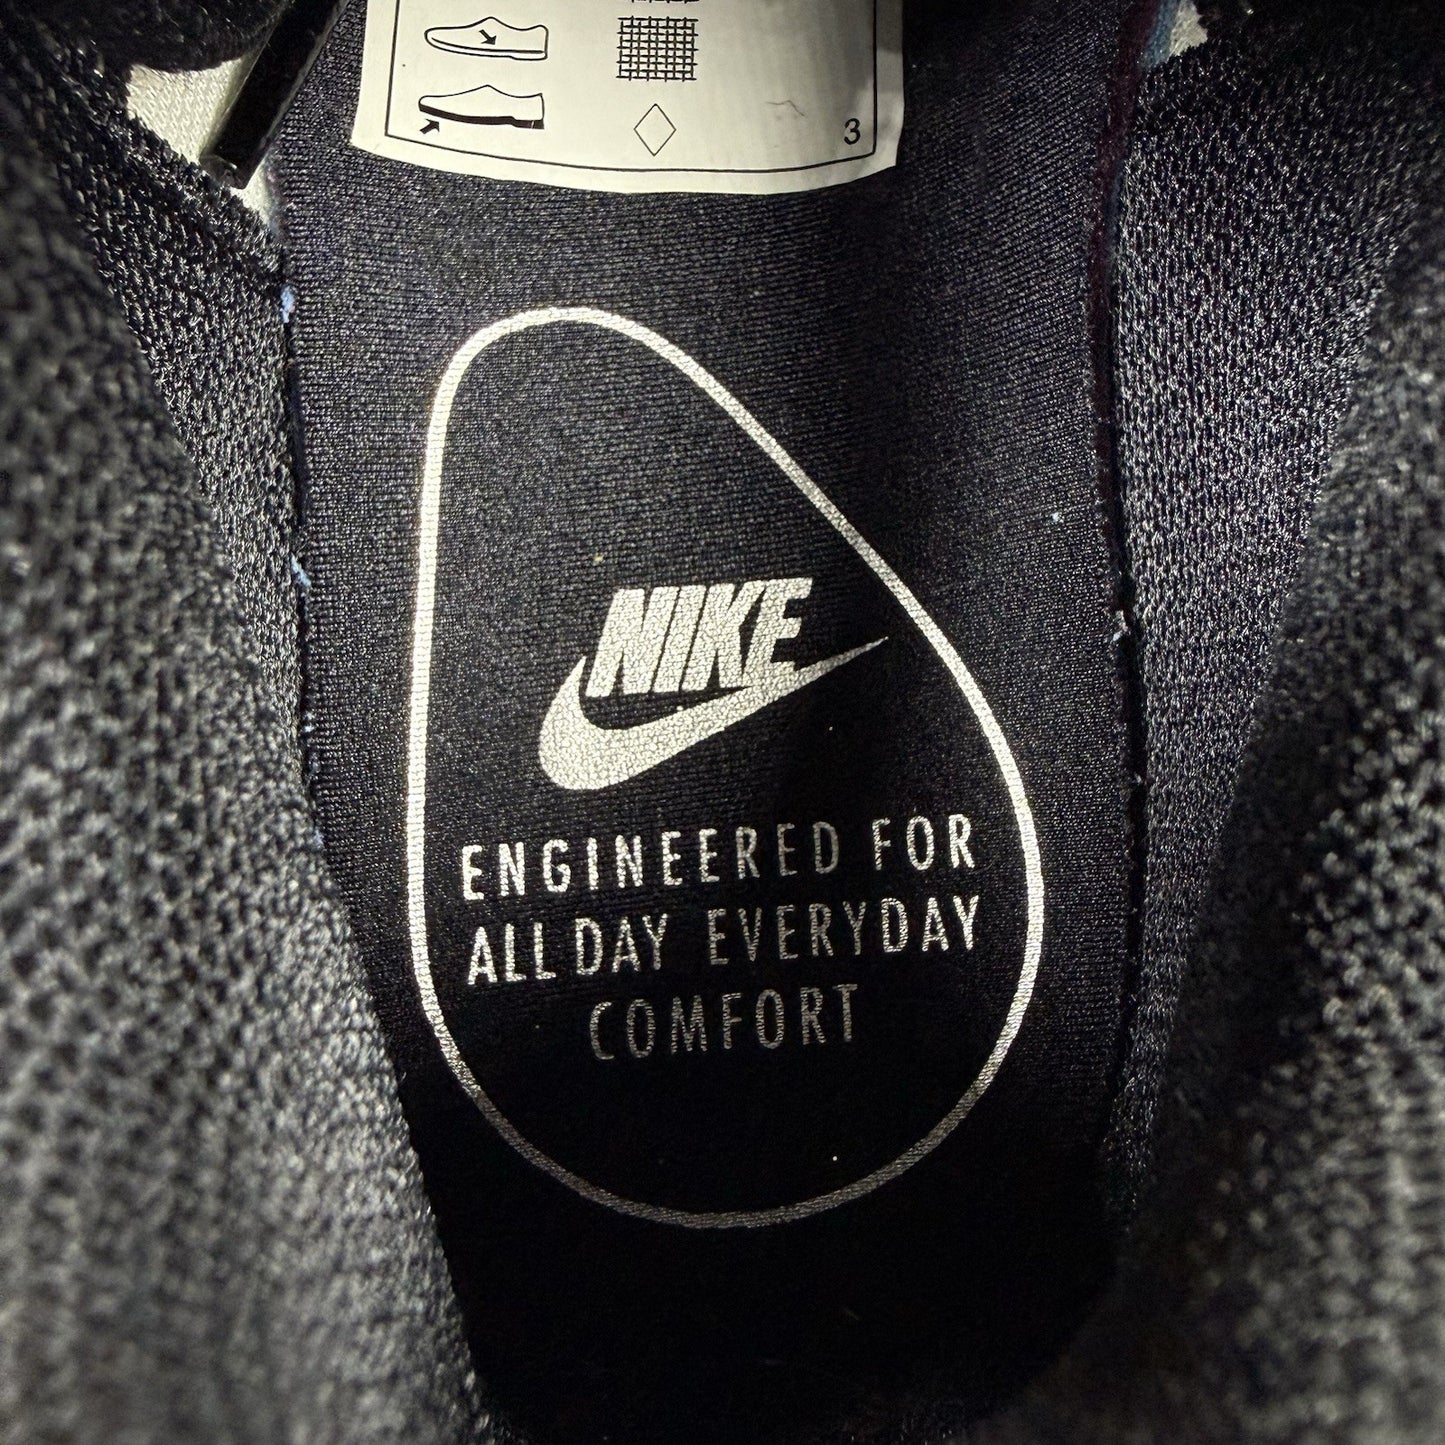 3
NIKE
ENGINEERED FOR
ALL DAY EVERYDAY
COMFORT